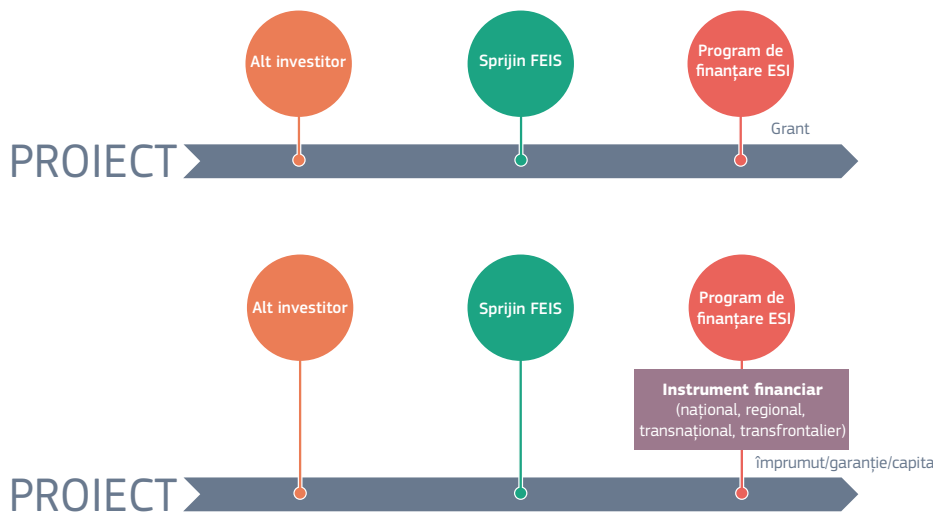 Alt investitor
Sprijin FEIS
Program de
finanțare ESI
Grant
PROIECT
Alt investitor
Sprijin FEIS
Program de
finanțare ESI
Instrument financiar
(național, regional,
transnațional, transfrontalier)
împrumut/garanție/capita
PROIECT